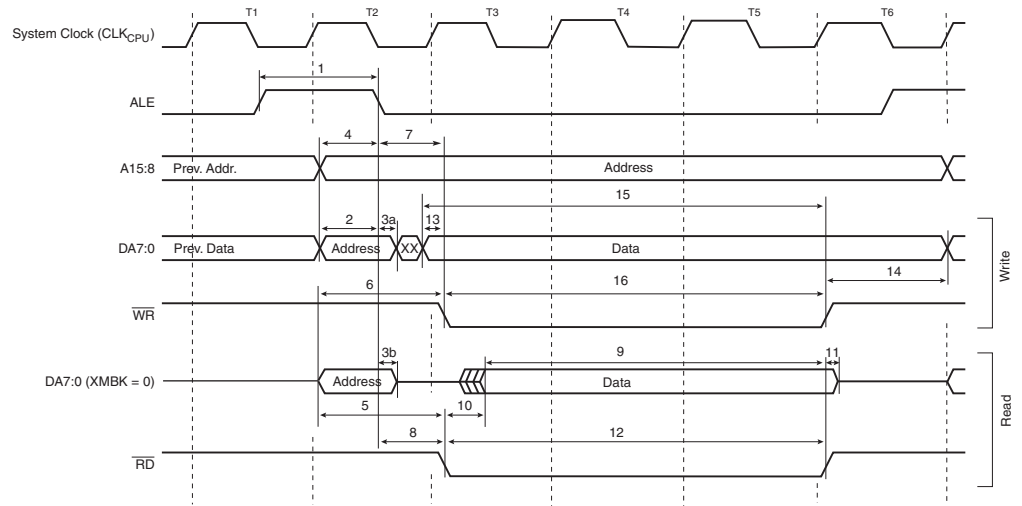 T1 T2 T3 T4 T5 T6
System Clock (CLKCPU)
1
ALE
4 7
A15:8 Prev. Addr. Address
15
2 3a 13
DA7:0 Prev. Data Address XX Data
14
6 16
WR
Write
3b 9 11
DA7:0 (XMBK = 0) Address Data
5 10
8 12
RD
Read